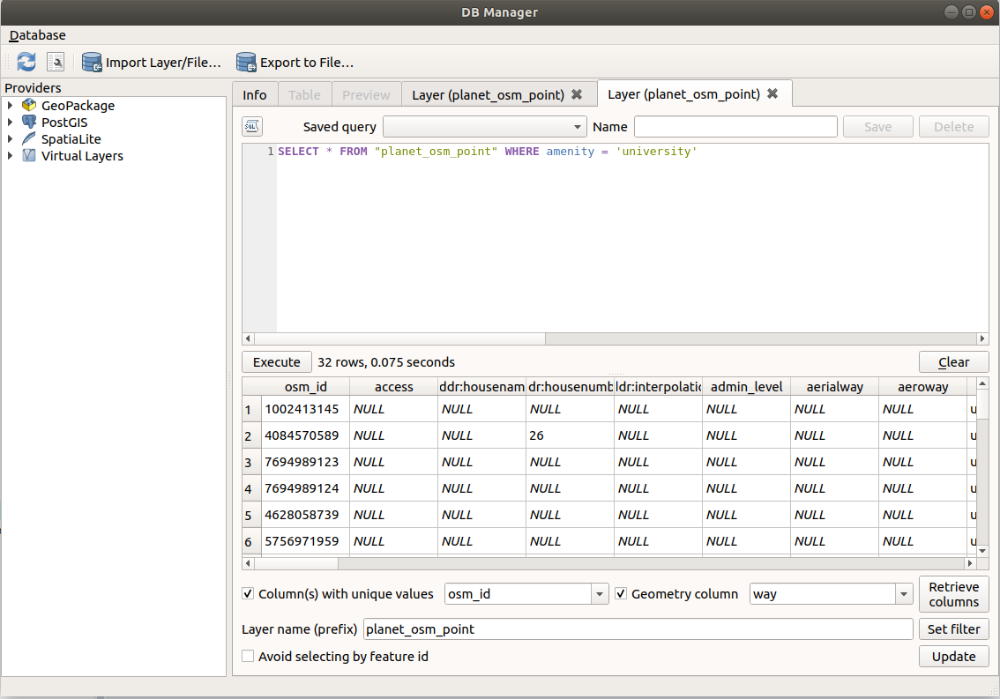 DB Manager
Database
Import Layer/File... Export to File...
Providers
GeoPackage
PostGIS
SpatiaLite
Virtual Layers
Info Table Preview Layer (planet_osm_point) Layer (planet_osm_point)
SQL Saved query Name Save Delete
1 SELECT * FROM "planet_osm_point" WHERE amenity = 'university'
Execute 32 rows, 0.075 seconds Clear
osm_id access ddr:housenam dr:housenumb ldr:interpolatio admin_level aerialway aeroway
1 1002413145 NULL NULL NULL NULL NULL NULL NULL u
2 4084570589 NULL NULL 26 NULL NULL NULL NULL u
3 7694989123 NULL NULL NULL NULL NULL NULL NULL u
4 7694989124 NULL NULL NULL NULL NULL NULL NULL u
5 4628058739 NULL NULL NULL NULL NULL NULL NULL u
6 5756971959 NULL NULL NULL NULL NULL NULL NULL u
Column(s) with unique values osm_id Geometry column way Retrieve columns
Layer name (prefix) planet_osm_point Set filter
Avoid selecting by feature id Update